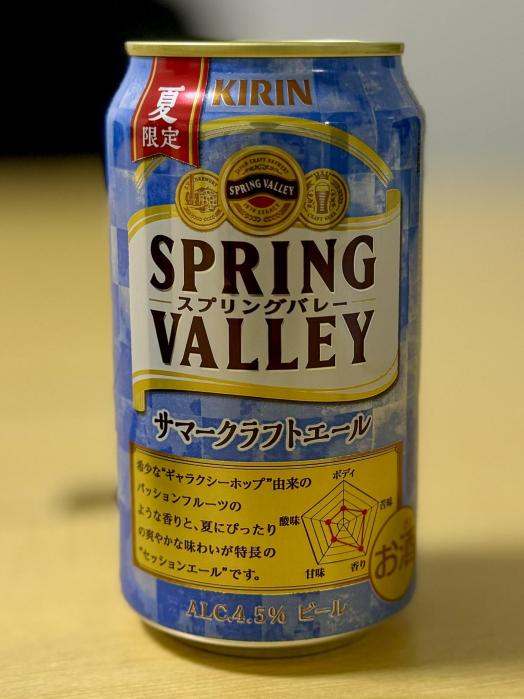 夏
限定
KIRIN
SPRING VALLEY
SPRING
スプリングバレー
VALLEY
サマークラフトエール
希少な"ギャラクシーホップ"由来の
パッションフルーツの
ような香りと、夏にぴったり
の爽やかな味わいが特長の
"セッションエール"です。
ボディ
苦味
香り
甘味
酸味
お酒
ALC.4.5% ビール